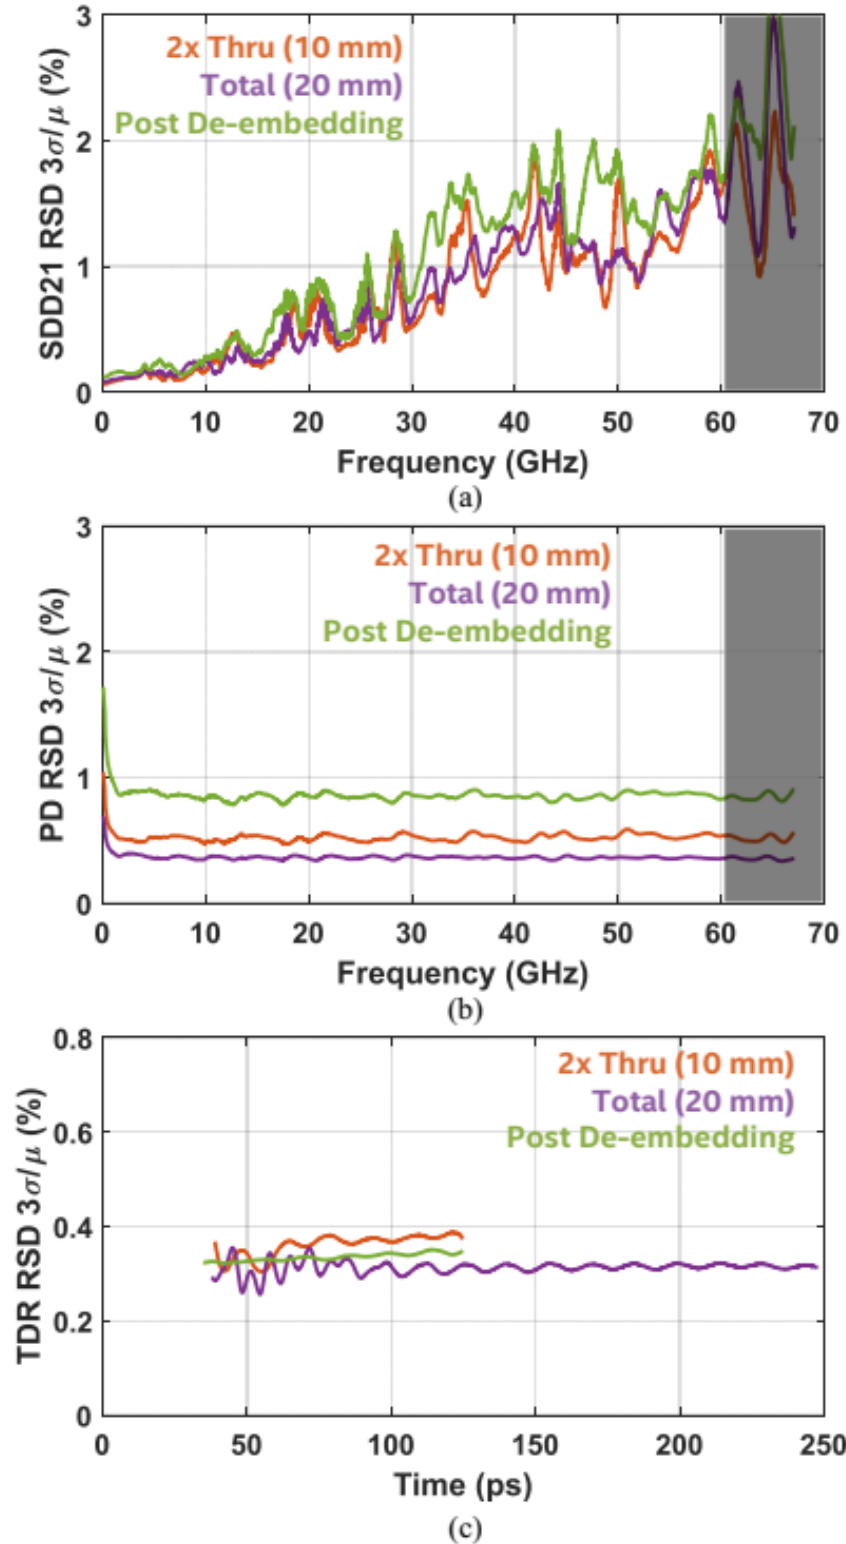 SDD21 RSD 3σ/μ (%)
3
2
1
0
2x Thru (10 mm)
Total (20 mm)
Post De-embedding
0 10 20 30 40 50 60 70
Frequency (GHz)
(a)
PD RSD 3σ/μ (%)
3
2
1
0
2x Thru (10 mm)
Total (20 mm)
Post De-embedding
0 10 20 30 40 50 60 70
Frequency (GHz)
(b)
TDR RSD 3σ/μ (%)
0.8
0.6
0.4
0.2
0
2x Thru (10 mm)
Total (20 mm)
Post De-embedding
0 50 100 150 200 250
Time (ps)
(c)